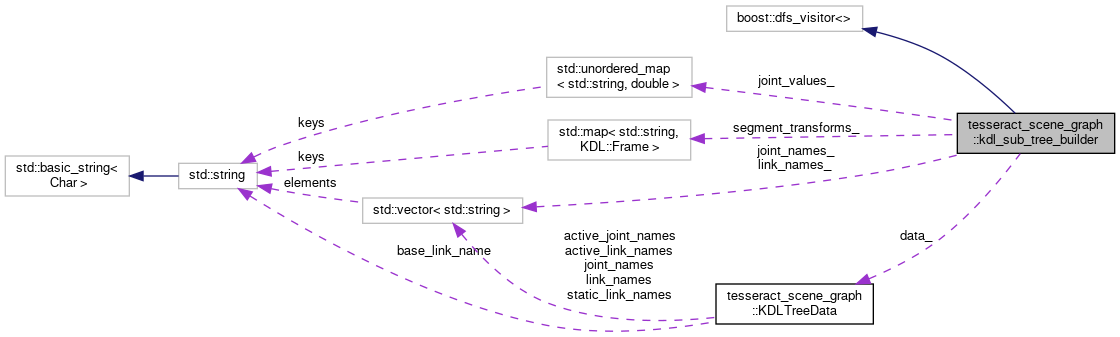 boost::dfs_visitor<>
std::unordered_map
< std::string, double >
joint_values_
tesseract_scene_graph
::kdl_sub_tree_builder
keys
std::map< std::string,
KDL::Frame >
segment_transforms_
keys
joint_names_
link_names_
std::basic_string<
Char >
std::string
elements
std::vector< std::string >
base_link_name
active_joint_names
active_link_names
joint_names
link_names
static_link_names
data_
tesseract_scene_graph
::KDLTreeData